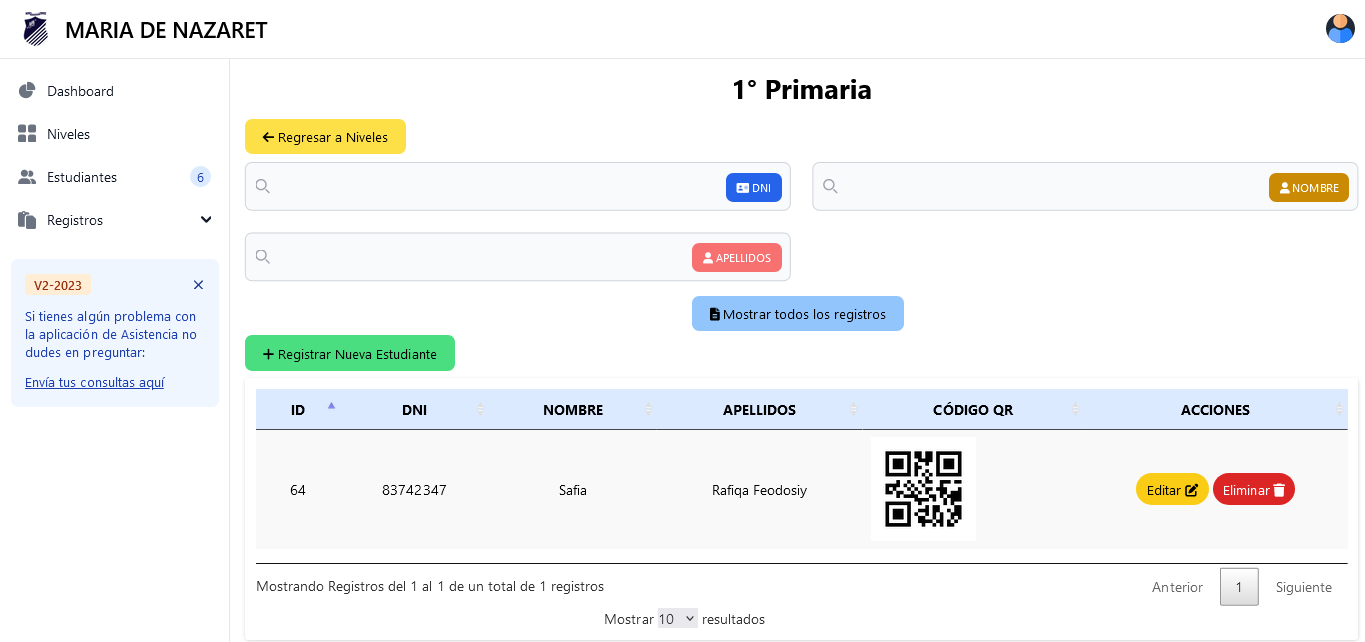 MARIA DE NAZARET
Dashboard
Niveles
Estudiantes 6
Registros
V2-2023
Si tienes algún problema con
la aplicación de Asistencia no
dudes en preguntar:
Envía tus consultas aquí
1° Primaria
Regresar a Niveles
DNI
NOMBRE
APELLIDOS
Mostrar todos los registros
Registrar Nueva Estudiante
ID DNI NOMBRE APELLIDOS CÓDIGO QR ACCIONES
64 83742347 Safia Rafiqa Feodosiy Editar Eliminar
Mostrando Registros del 1 al 1 de un total de 1 registros
Anterior 1 Siguiente
Mostrar 10 resultados